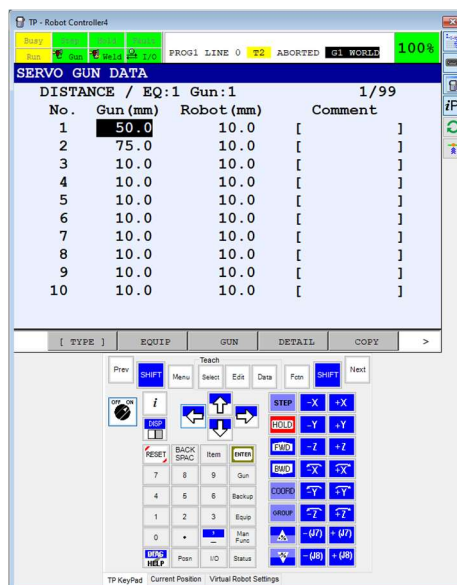 TP - Robot Controller4
Busy Step Hold Fault
Run Gun Weld I/O
PROG1 LINE 0 T2 ABORTED G1 WORLD
100%
SERVO GUN DATA
DISTANCE / EQ:1 Gun:1 1/99
No. Gun(mm) Robot(mm) Comment
1 50.0 10.0 [ ]
2 75.0 10.0 [ ]
3 10.0 10.0 [ ]
4 10.0 10.0 [ ]
5 10.0 10.0 [ ]
6 10.0 10.0 [ ]
7 10.0 10.0 [ ]
8 10.0 10.0 [ ]
9 10.0 10.0 [ ]
10 10.0 10.0 [ ]
[ TYPE ] EQUIP GUN DETAIL COPY >
Teach
Prev SHIFT Menu Select Edit Data Fctn SHIFT Next
OFF ON i STEP -X +X
DISP HOLD -Y +Y
RESET BACK SPAC Item ENTER FWD -Z +Z
7 8 9 Gun BWD -X +X
4 5 6 Backup COORD -Y +Y
1 2 3 Equip GROUP -Z +Z
0 . , - Man Func - (J7) + (J7)
DIAG HELP Posn I/O Status - (J8) + (J8)
TP KeyPad Current Position Virtual Robot Settings
iP